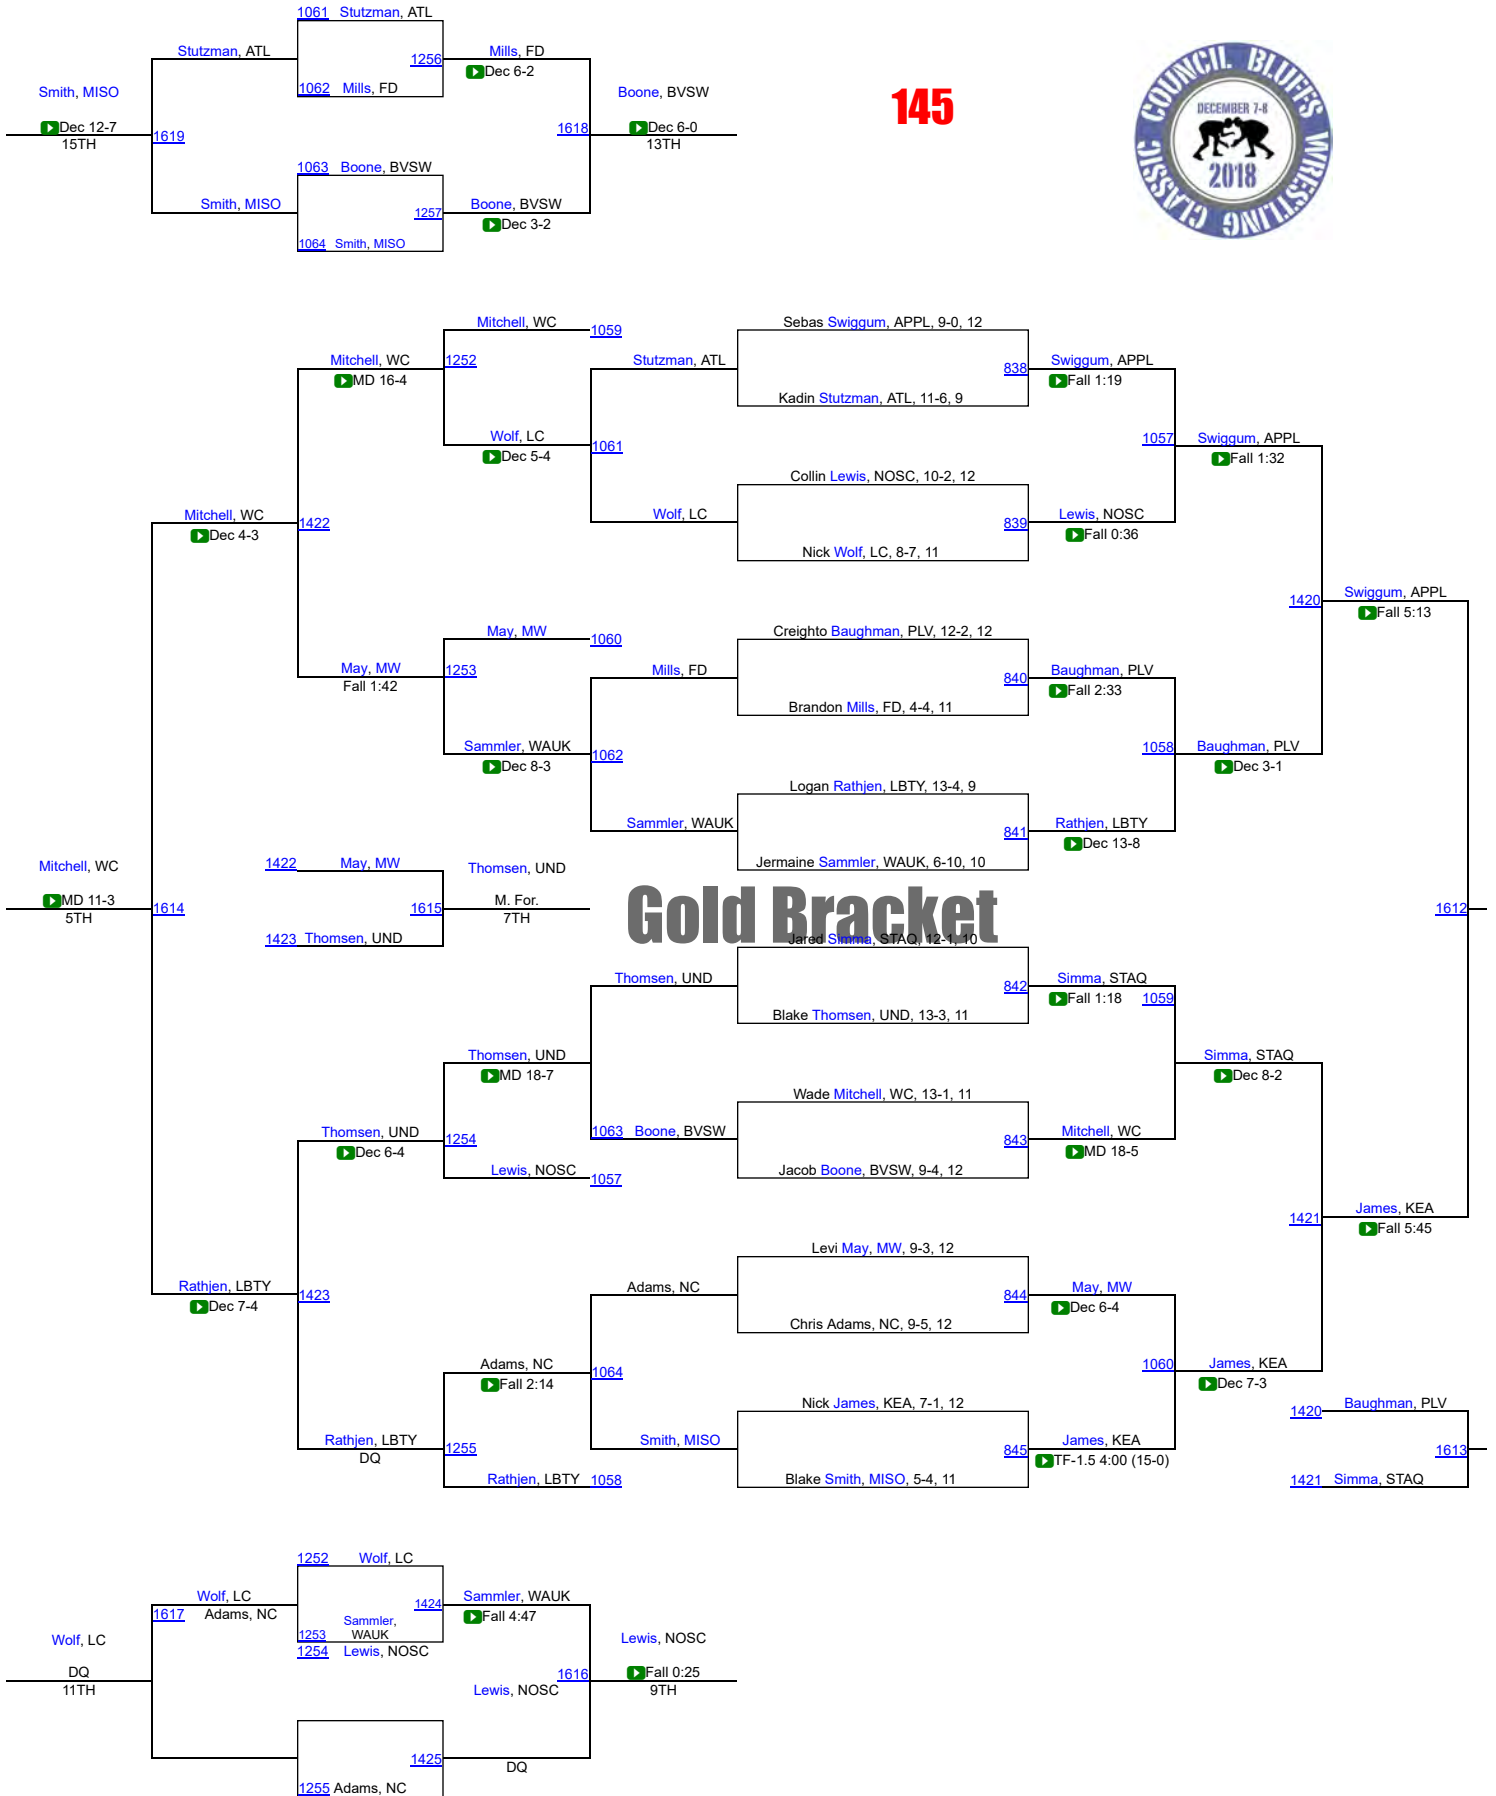 1061 Stutzman, ATL
Stutzman, ATL
1256
Mills, FD
Dec 6-2
1062 Mills, FD
Smith, MISO
Dec 12-7
15TH
1619
Boone, BVSW
1618
Dec 6-0
13TH
1063 Boone, BVSW
Smith, MISO
1257
Boone, BVSW
Dec 3-2
1064 Smith, MISO
145
COUNCIL BLUFFS WRESTLING CLASSIC
DECEMBER 7-8
2018
Mitchell, WC
1059
Sebas Swiggum, APPL, 9-0, 12
Mitchell, WC
MD 16-4
1252
Stutzman, ATL
838
Swiggum, APPL
Fall 1:19
Kadin Stutzman, ATL, 11-6, 9
Wolf, LC
Dec 5-4
1061
1057
Swiggum, APPL
Fall 1:32
Collin Lewis, NOSC, 10-2, 12
Mitchell, WC
Dec 4-3
1422
Wolf, LC
839
Lewis, NOSC
Fall 0:36
Nick Wolf, LC, 8-7, 11
1420
Swiggum, APPL
Fall 5:13
May, MW
1060
Creighto Baughman, PLV, 12-2, 12
May, MW
Fall 1:42
1253
Mills, FD
840
Baughman, PLV
Fall 2:33
Brandon Mills, FD, 4-4, 11
Sammler, WAUK
Dec 8-3
1062
1058
Baughman, PLV
Dec 3-1
Logan Rathjen, LBTY, 13-4, 9
Sammler, WAUK
841
Rathjen, LBTY
Dec 13-8
Jermaine Sammler, WAUK, 6-10, 10
Mitchell, WC
MD 11-3
5TH
1614
1422 May, MW
Thomsen, UND
1615
M. For.
7TH
1423 Thomsen, UND
Gold Bracket
1612
Jared Simma, STAQ, 12-1, 10
Thomsen, UND
842
Simma, STAQ
Fall 1:18
1059
Blake Thomsen, UND, 13-3, 11
Thomsen, UND
MD 18-7
Simma, STAQ
Dec 8-2
Wade Mitchell, WC, 13-1, 11
Thomsen, UND
Dec 6-4
1254
1063 Boone, BVSW
843
Mitchell, WC
MD 18-5
Lewis, NOSC
1057
Jacob Boone, BVSW, 9-4, 12
1421
James, KEA
Fall 5:45
Levi May, MW, 9-3, 12
Rathjen, LBTY
Dec 7-4
1423
Adams, NC
844
May, MW
Dec 6-4
Chris Adams, NC, 9-5, 12
Adams, NC
Fall 2:14
1064
1060
James, KEA
Dec 7-3
Nick James, KEA, 7-1, 12
1420
Baughman, PLV
Rathjen, LBTY
DQ
1255
Smith, MISO
845
James, KEA
TF-1.5 4:00 (15-0)
1613
Rathjen, LBTY 1058
Blake Smith, MISO, 5-4, 11
1421 Simma, STAQ
1252 Wolf, LC
Wolf, LC
1617 Adams, NC
1424
Sammler, WAUK
Fall 4:47
1253 Sammler,
WAUK
1254 Lewis, NOSC
Wolf, LC
DQ
11TH
Lewis, NOSC
1616
Lewis, NOSC
Fall 0:25
9TH
1425
DQ
1255 Adams, NC